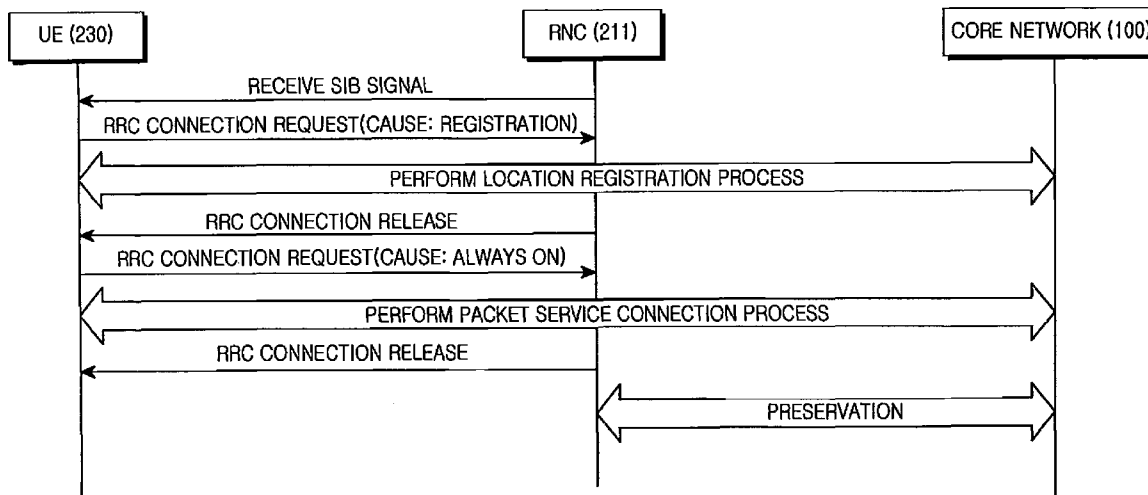 UE (230)
RNC (211)
CORE NETWORK (100)
RECEIVE SIB SIGNAL
RRC CONNECTION REQUEST(CAUSE: REGISTRATION)
PERFORM LOCATION REGISTRATION PROCESS
RRC CONNECTION RELEASE
RRC CONNECTION REQUEST(CAUSE: ALWAYS ON)
PERFORM PACKET SERVICE CONNECTION PROCESS
RRC CONNECTION RELEASE
PRESERVATION